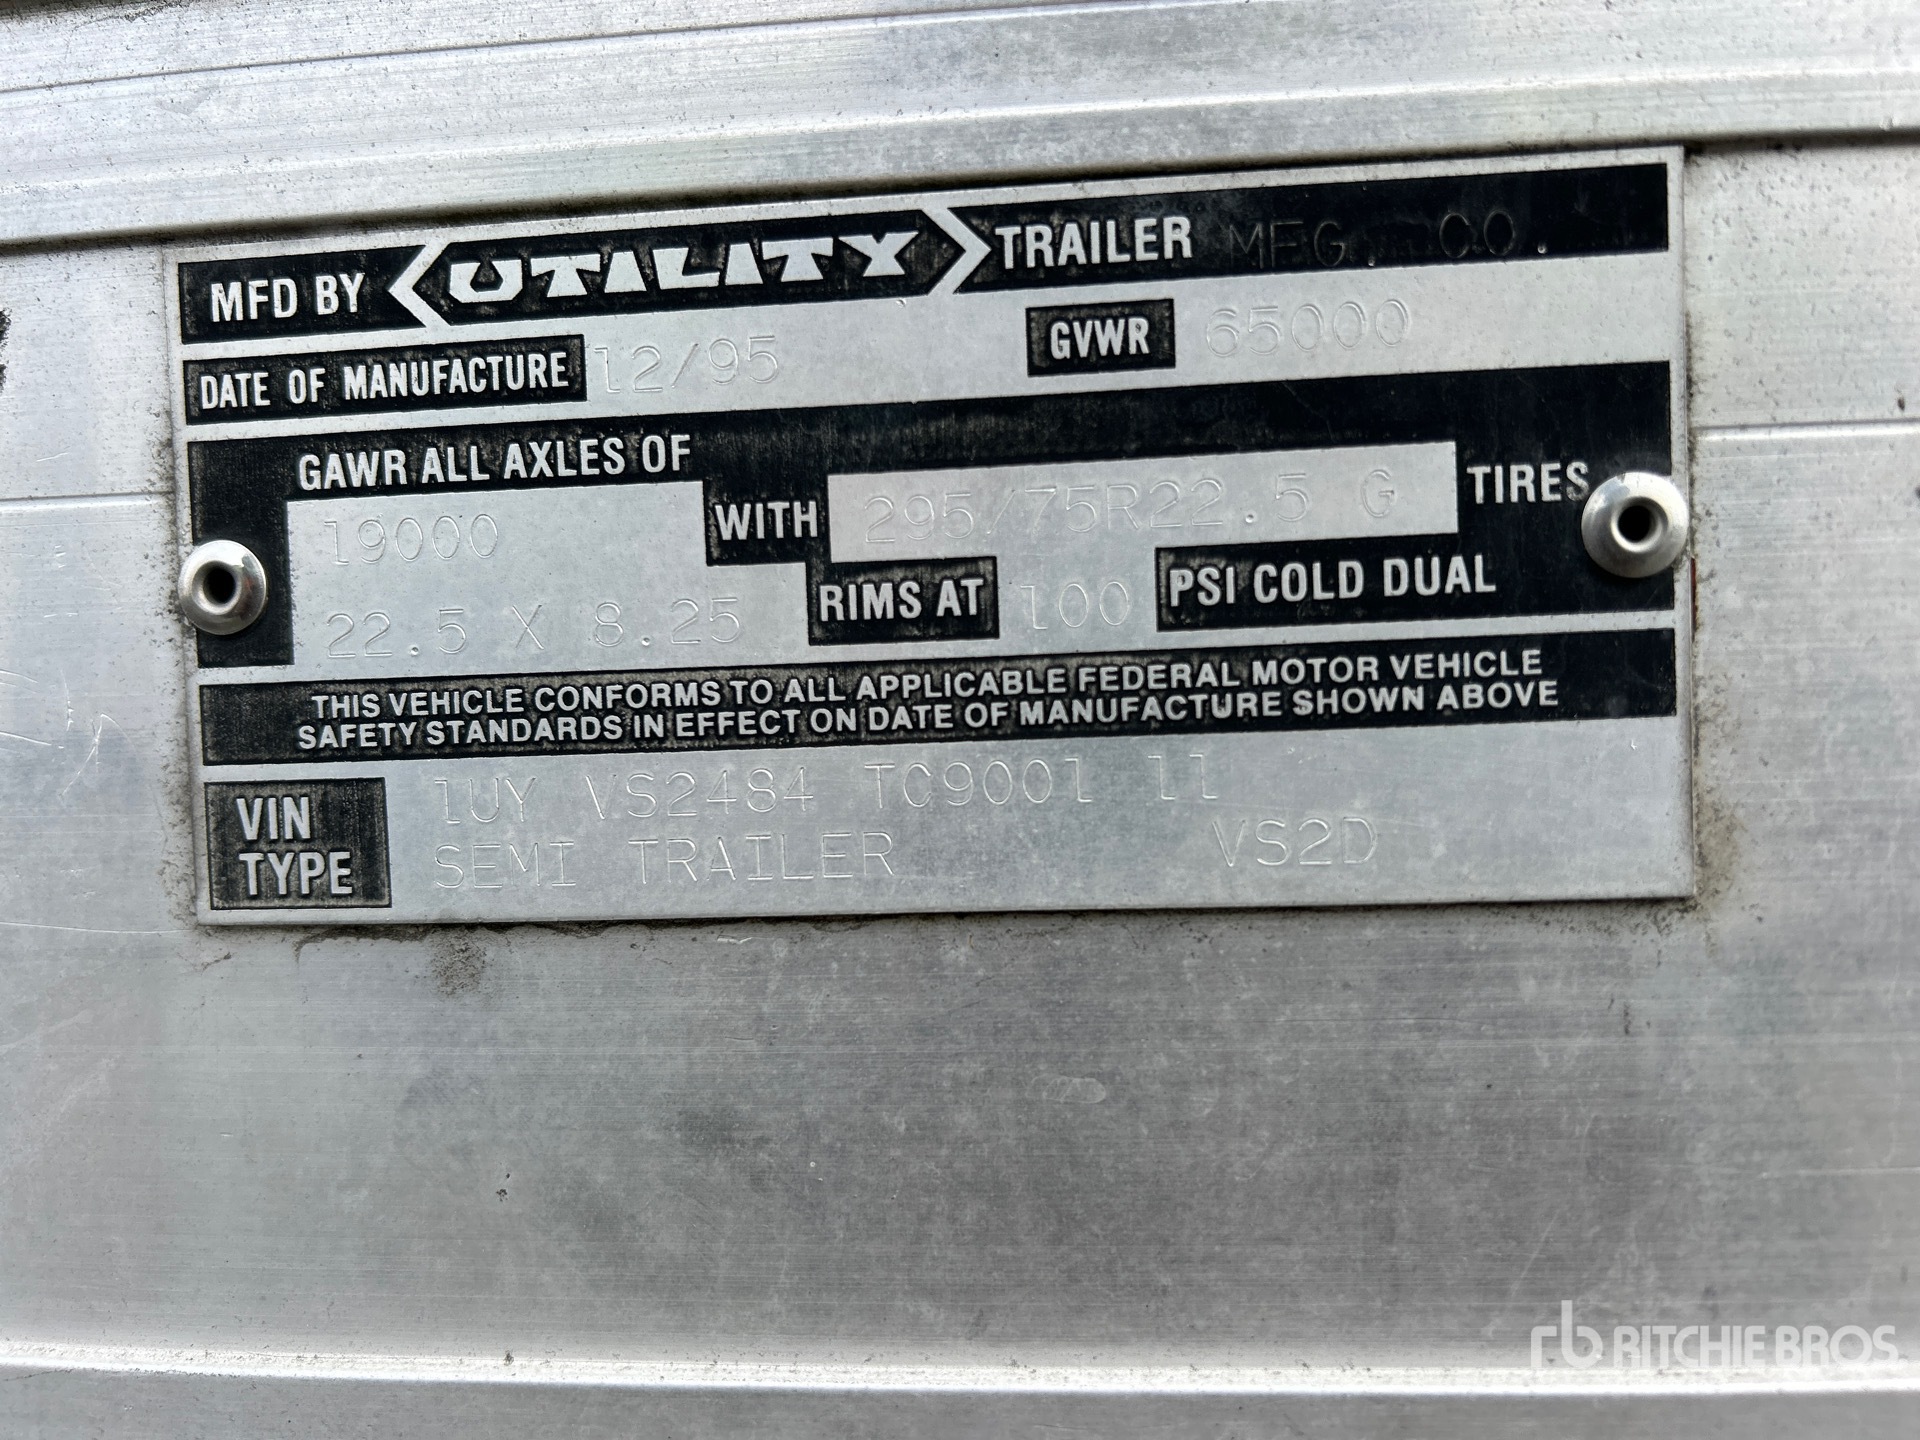 MFD BY UTILITY TRAILER MFG. CO.
DATE OF MANUFACTURE 12/95 GVWR 65000
GAWR ALL AXLES OF
19000 WITH 295/75R22.5 G TIRES
22.5 X 8.25 RIMS AT 100 PSI COLD DUAL
THIS VEHICLE CONFORMS TO ALL APPLICABLE FEDERAL MOTOR VEHICLE
SAFETY STANDARDS IN EFFECT ON DATE OF MANUFACTURE SHOWN ABOVE
VIN 1UY VS2484 TC9001 11
TYPE SEMI TRAILER VS2D
rb RITCHIE BROS.